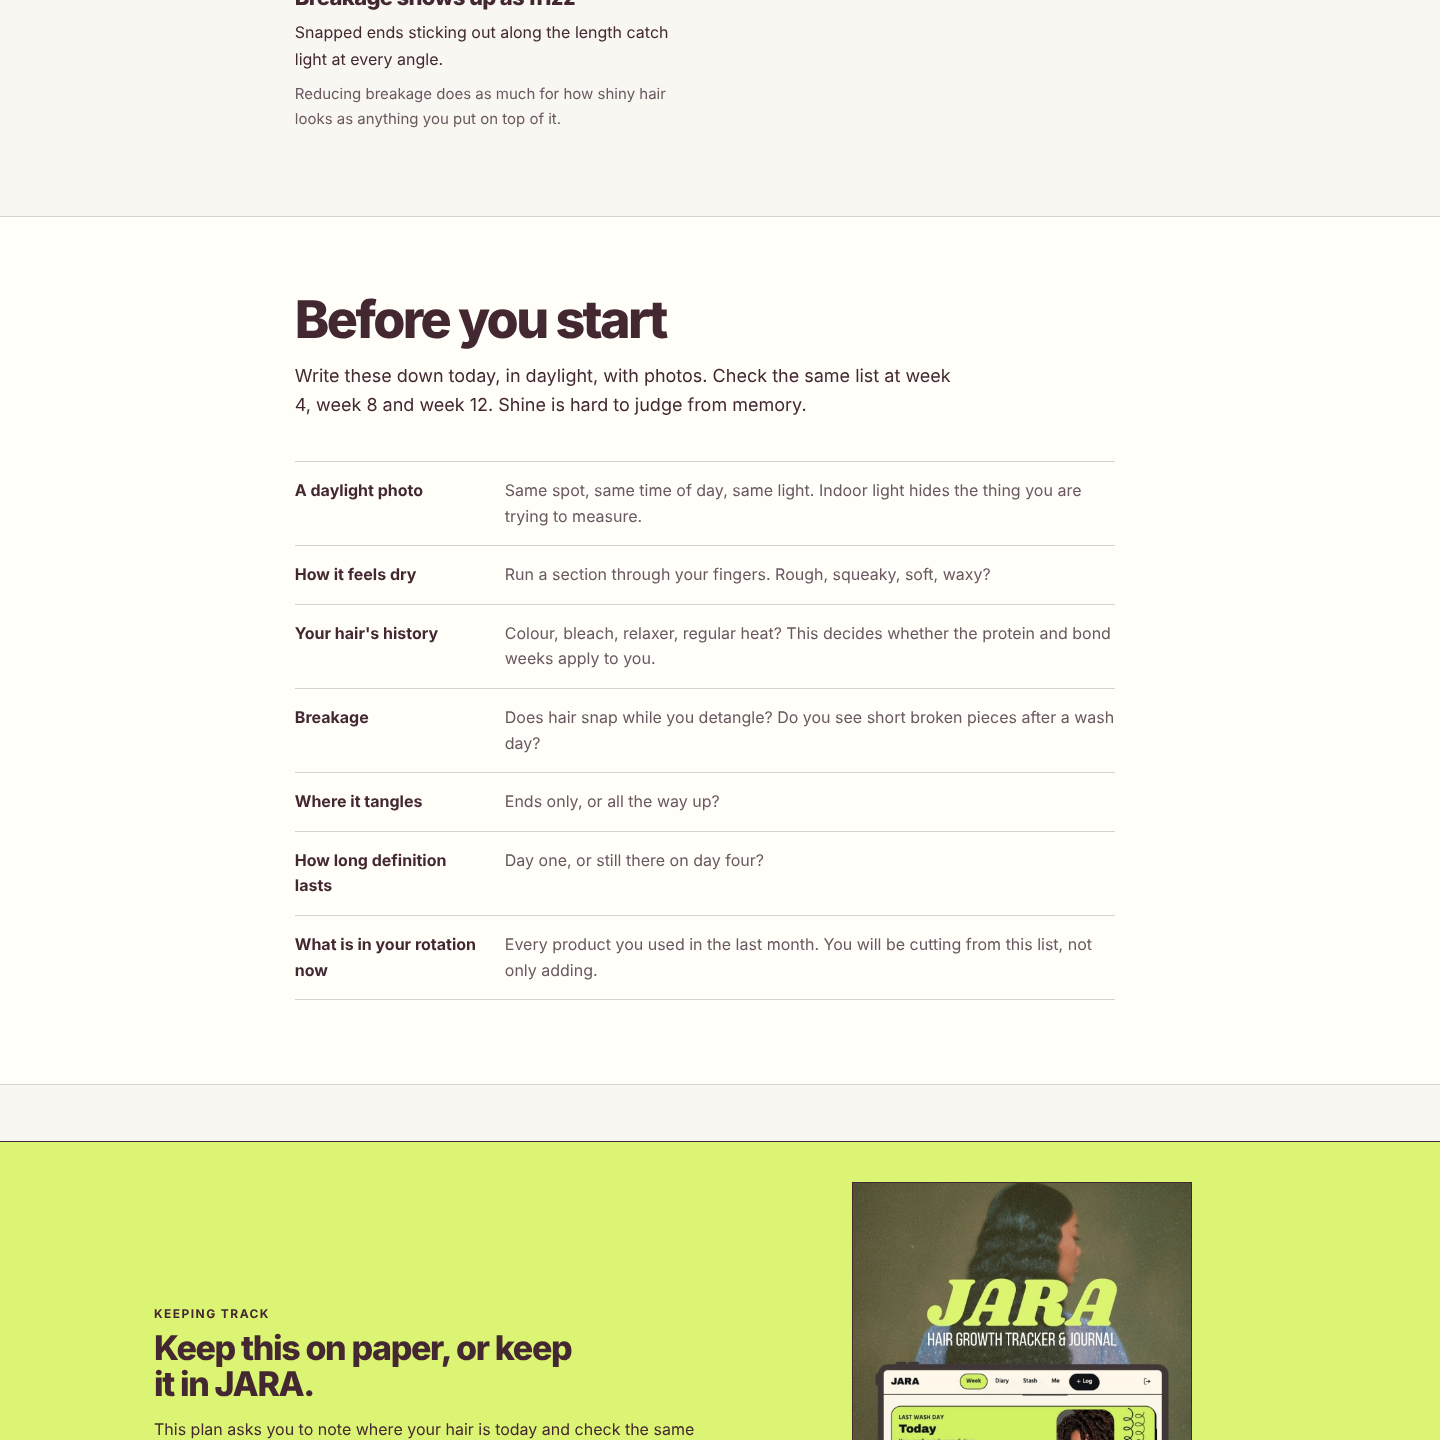 Breakage shows up as frizz
Snapped ends sticking out along the length catch
light at every angle.
Reducing breakage does as much for how shiny hair
looks as anything you put on top of it.
Before you start
Write these down today, in daylight, with photos. Check the same list at week
4, week 8 and week 12. Shine is hard to judge from memory.
A daylight photo
Same spot, same time of day, same light. Indoor light hides the thing you are
trying to measure.
How it feels dry
Run a section through your fingers. Rough, squeaky, soft, waxy?
Your hair's history
Colour, bleach, relaxer, regular heat? This decides whether the protein and bond
weeks apply to you.
Breakage
Does hair snap while you detangle? Do you see short broken pieces after a wash
day?
Where it tangles
Ends only, or all the way up?
How long definition
lasts
Day one, or still there on day four?
What is in your rotation
now
Every product you used in the last month. You will be cutting from this list, not
only adding.
KEEPING TRACK
Keep this on paper, or keep
it in JARA.
This plan asks you to note where your hair is today and check the same
JARA
HAIR GROWTH TRACKER & JOURNAL
JARA
Week
Diary
Stash
Me
+ Log
LAST WASH DAY
Today